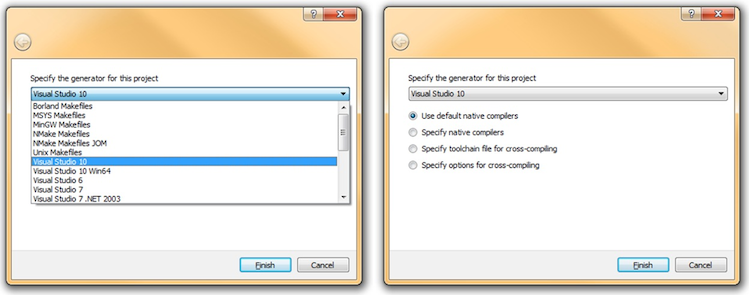 Specify the generator for this project
Visual Studio 10
Borland Makefiles
MSYS Makefiles
MinGW Makefiles
NMake Makefiles
NMake Makefiles JOM
Unix Makefiles
Visual Studio 10
Visual Studio 10 Win64
Visual Studio 6
Visual Studio 7
Visual Studio 7 .NET 2003
Finish
Cancel
Specify the generator for this project
Visual Studio 10
Use default native compilers
Specify native compilers
Specify toolchain file for cross-compiling
Specify options for cross-compiling
Finish
Cancel